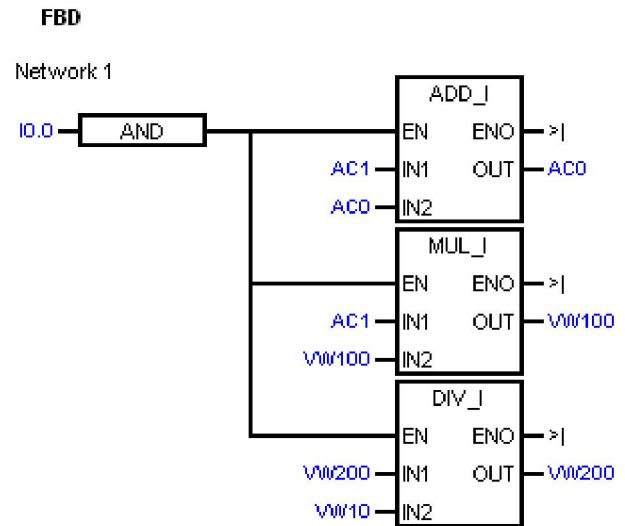 FBD
Network 1
ADD_I
I0.0 AND EN ENO >|
AC1 IN1 OUT AC0
AC0 IN2
MUL_I
EN ENO >|
AC1 IN1 OUT VW100
VW100 IN2
DIV_I
EN ENO >|
VW200 IN1 OUT VW200
VW10 IN2